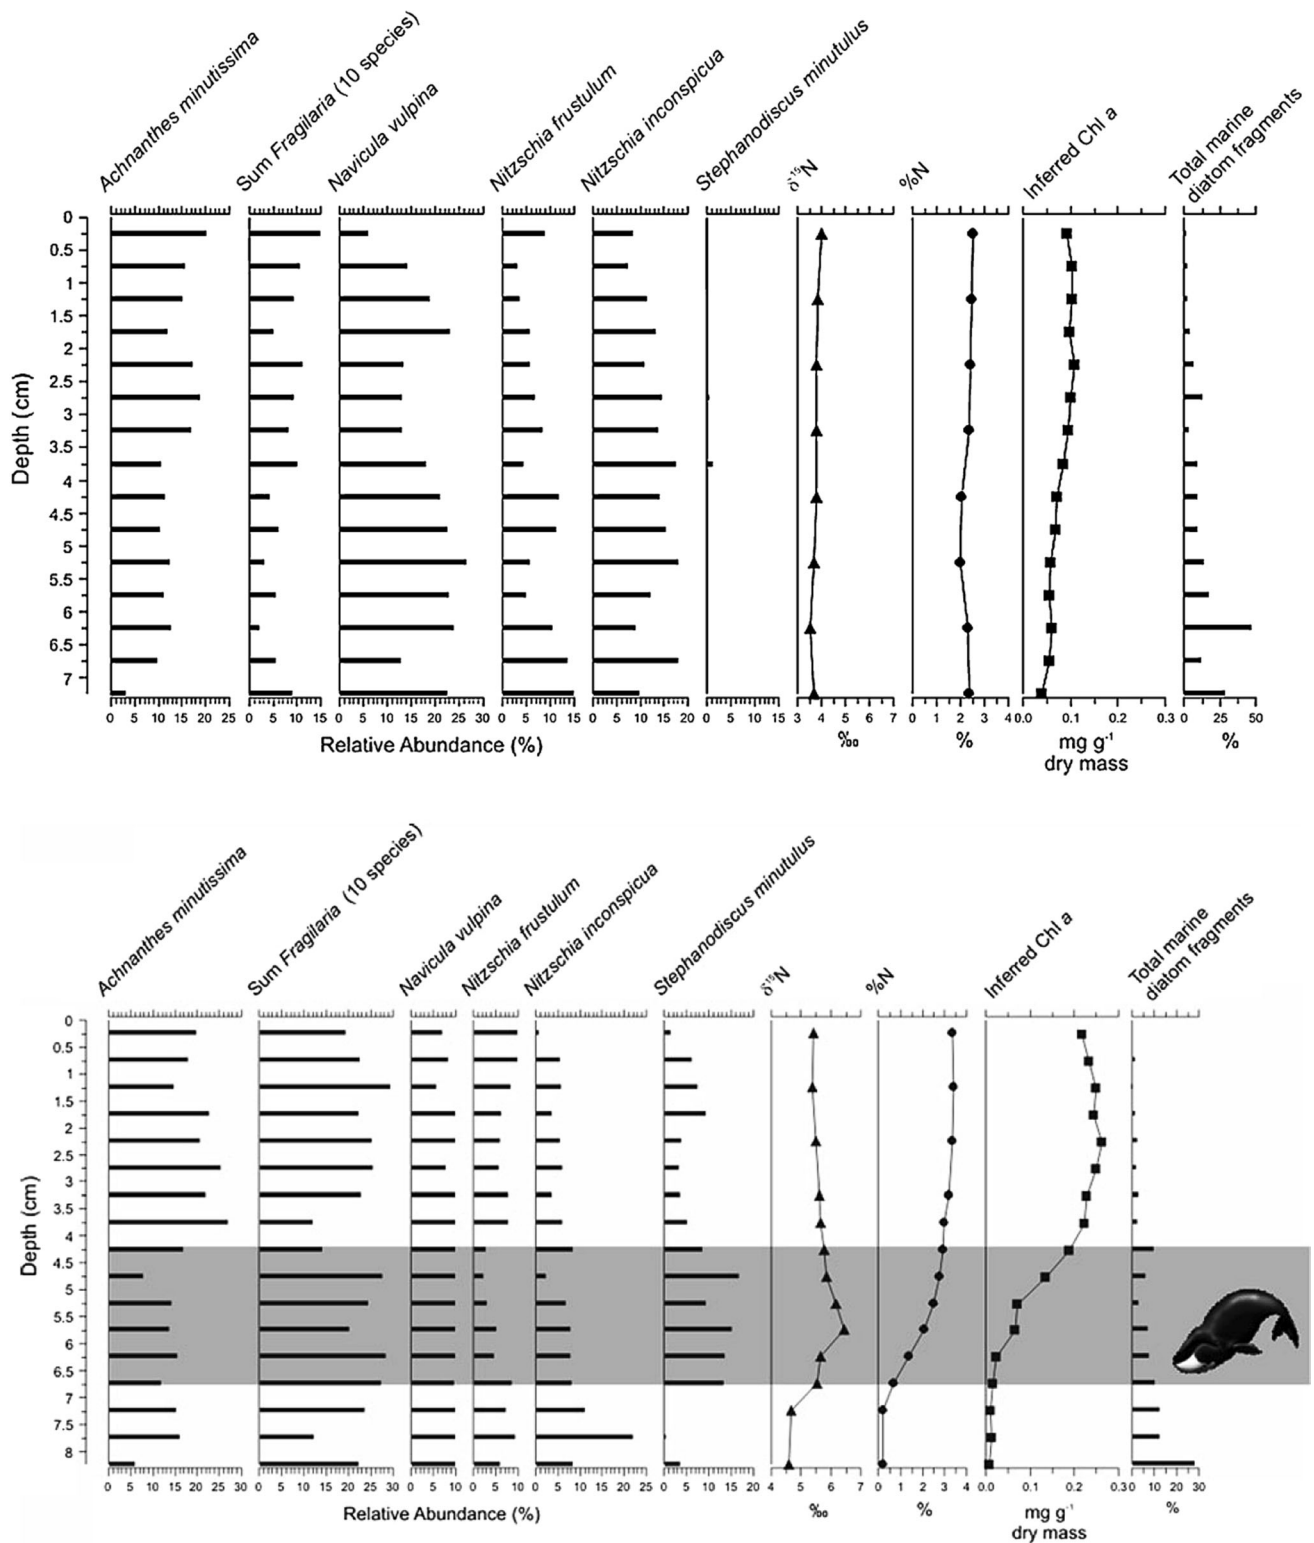 Achnanthes minutissima
Sum Fragilaria (10 species)
Navicula vulpina
Nitzschia frustulum
Nitzschia inconspicua
Stephanodiscus minutulus
δ¹⁵N
%N
Inferred Chl a
Total marine
diatom fragments
Depth (cm)
0
0.5
1
1.5
2
2.5
3
3.5
4
4.5
5
5.5
6
6.5
7
0 5 10 15 20 25 0 5 10 15 0 5 10 15 20 25 30 0 5 10 15 0 5 10 15 20 0 5 10 15 3 4 5 6 7 0 1 2 3 4 0.0 0.1 0.2 0.3 0 25 50
Relative Abundance (%) ‰ % mg g⁻¹ %
dry mass
Achnanthes minutissima
Sum Fragilaria (10 species)
Navicula vulpina
Nitzschia frustulum
Nitzschia inconspicua
Stephanodiscus minutulus
δ¹⁵N
%N
Inferred Chl a
Total marine
diatom fragments
Depth (cm)
0
0.5
1
1.5
2
2.5
3
3.5
4
4.5
5
5.5
6
6.5
7
7.5
8
0 5 10 15 20 25 30 0 5 10 15 20 25 30 0 5 10 0 5 10 0 5 10 15 20 25 0 5 10 15 20 4 5 6 7 0 1 2 3 4 0.0 0.1 0.2 0.3 0 10 20 30
Relative Abundance (%) ‰ % mg g⁻¹ %
dry mass